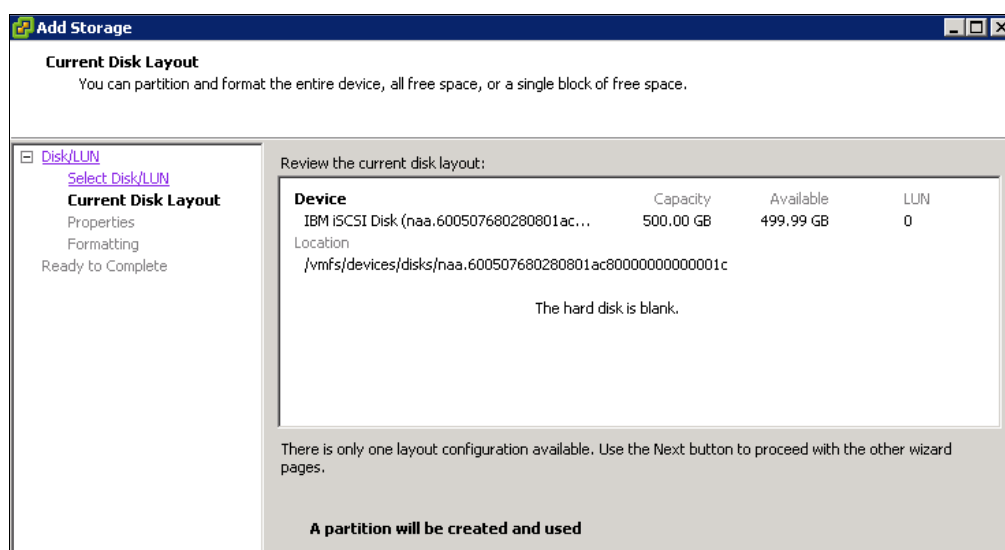 Add Storage
Current Disk Layout
You can partition and format the entire device, all free space, or a single block of free space.
Disk/LUN
Select Disk/LUN
Current Disk Layout
Properties
Formatting
Ready to Complete
Review the current disk layout:
Device Capacity Available LUN
IBM iSCSI Disk (naa.600507680280801ac... 500.00 GB 499.99 GB 0
Location
/vmfs/devices/disks/naa.600507680280801ac80000000000001c
The hard disk is blank.
There is only one layout configuration available. Use the Next button to proceed with the other wizard
pages.
A partition will be created and used